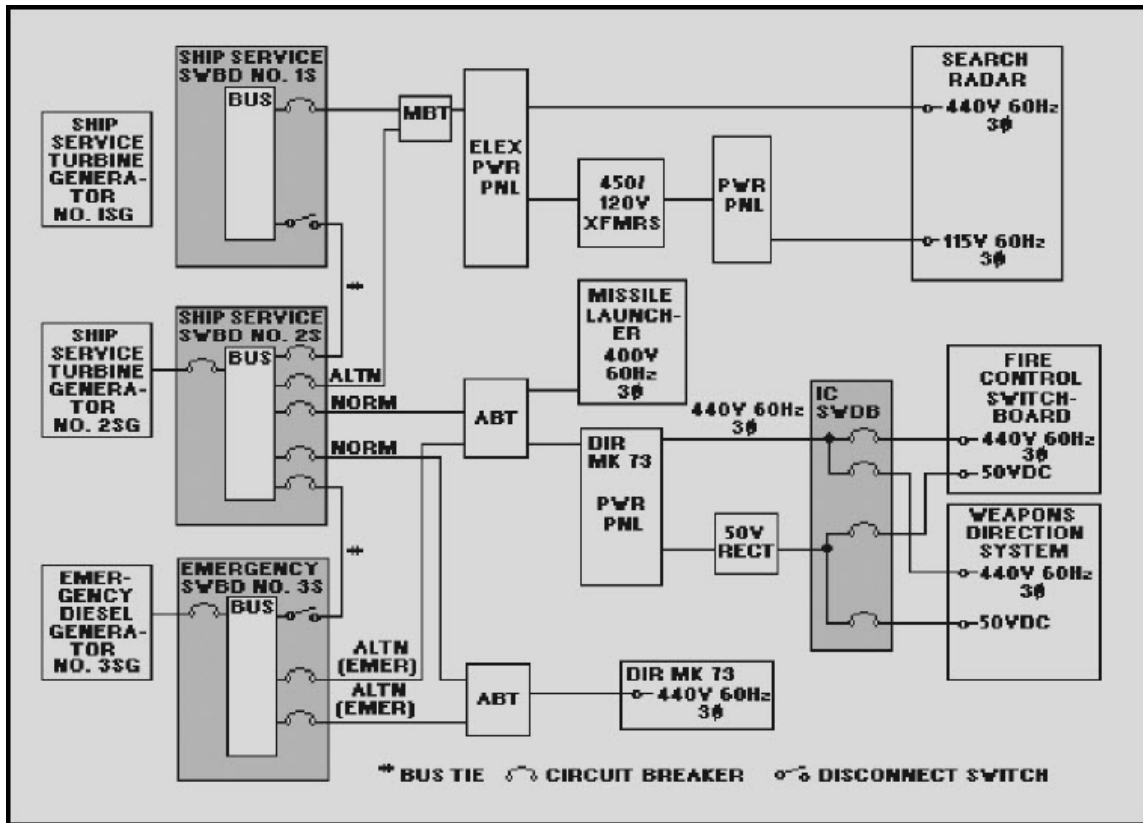 SHIP SERVICE
SWBD NO. 1S
BUS
SHIP
SERVICE
TURBINE
GENERA-
TOR
NO. 1SG
MBT
ELEX
PWR
PNL
450/
120V
XFMRS
PWR
PNL
SEARCH
RADAR
440V 60Hz
3ϕ
115V 60Hz
3ϕ
SHIP SERVICE
SWBD NO. 2S
BUS
SHIP
SERVICE
TURBINE
GENERA-
TOR
NO. 2SG
ALTN
NORM
NORM
ABT
MISSILE
LAUNCH-
ER
400V
60Hz
3ϕ
440V 60Hz
3ϕ
DIR
MK 73
PWR
PNL
50V
RECT
IC
SWDB
FIRE
CONTROL
SWITCH-
BOARD
440V 60Hz
3ϕ
50VDC
WEAPONS
DIRECTION
SYSTEM
440V 60Hz
3ϕ
50VDC
EMERGENCY
SWBD NO. 3S
BUS
EMER-
GENCY
DIESEL
GENERA-
TOR
NO. 3SG
ALTN
(EMER)
ALTN
(EMER)
ABT
DIR MK 73
440V 60Hz
3ϕ
BUS TIE CIRCUIT BREAKER DISCONNECT SWITCH